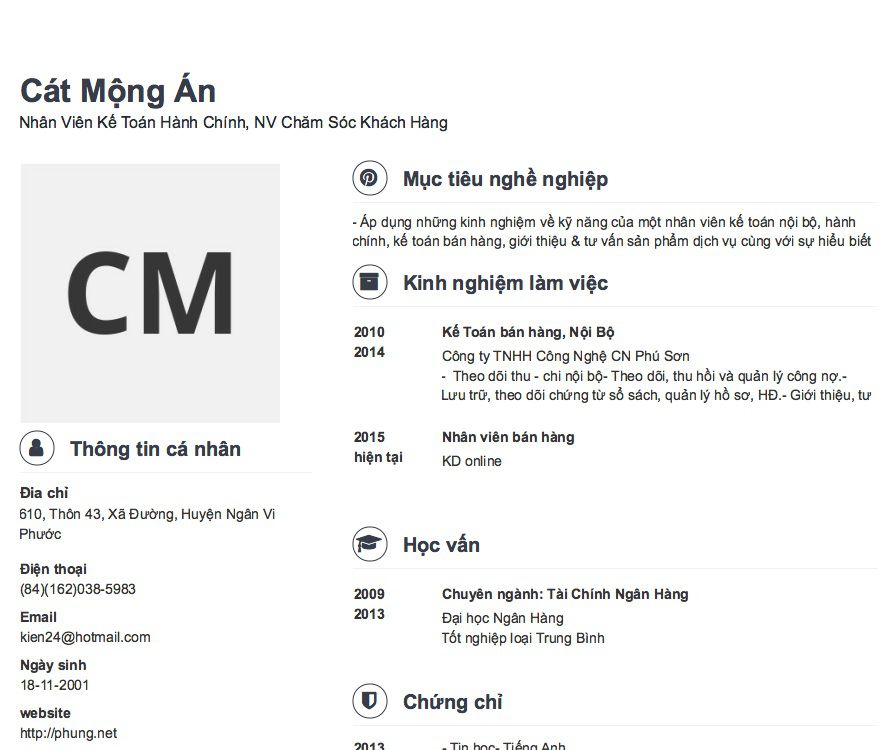 Cát Mộng Án
Nhân Viên Kế Toán Hành Chính, NV Chăm Sóc Khách Hàng
CM
Thông tin cá nhân
Đia chỉ
610, Thôn 43, Xã Đường, Huyện Ngân Vi
Phước
Điện thoại
(84)(162)038-5983
Email
kien24@hotmail.com
Ngày sinh
18-11-2001
website
http://phung.net
Mục tiêu nghề nghiệp
- Áp dụng những kinh nghiệm về kỹ năng của một nhân viên kế toán nội bộ, hành
chính, kế toán bán hàng, giới thiệu & tư vấn sản phẩm dịch vụ cùng với sự hiểu biết
Kinh nghiệm làm việc
2010
2014
Kế Toán bán hàng, Nội Bộ
Công ty TNHH Công Nghệ CN Phú Sơn
- Theo dõi thu - chi nội bộ- Theo dõi, thu hồi và quản lý công nợ.-
Lưu trữ, theo dõi chứng từ sổ sách, quản lý hồ sơ, HĐ.- Giới thiệu, tư
2015
hiện tại
Nhân viên bán hàng
KD online
Học vấn
2009
2013
Chuyên ngành: Tài Chính Ngân Hàng
Đại học Ngân Hàng
Tốt nghiệp loại Trung Bình
Chứng chỉ
2013
- Tin học- Tiếng Anh